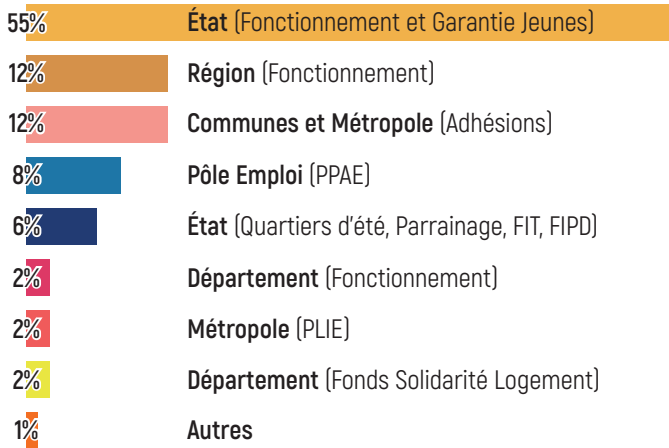 55% État (Fonctionnement et Garantie Jeunes)
12% Région (Fonctionnement)
12% Communes et Métropole (Adhésions)
8% Pôle Emploi (PPAE)
6% État (Quartiers d'été, Parrainage, FIT, FIPD)
2% Département (Fonctionnement)
2% Métropole (PLIE)
2% Département (Fonds Solidarité Logement)
1% Autres